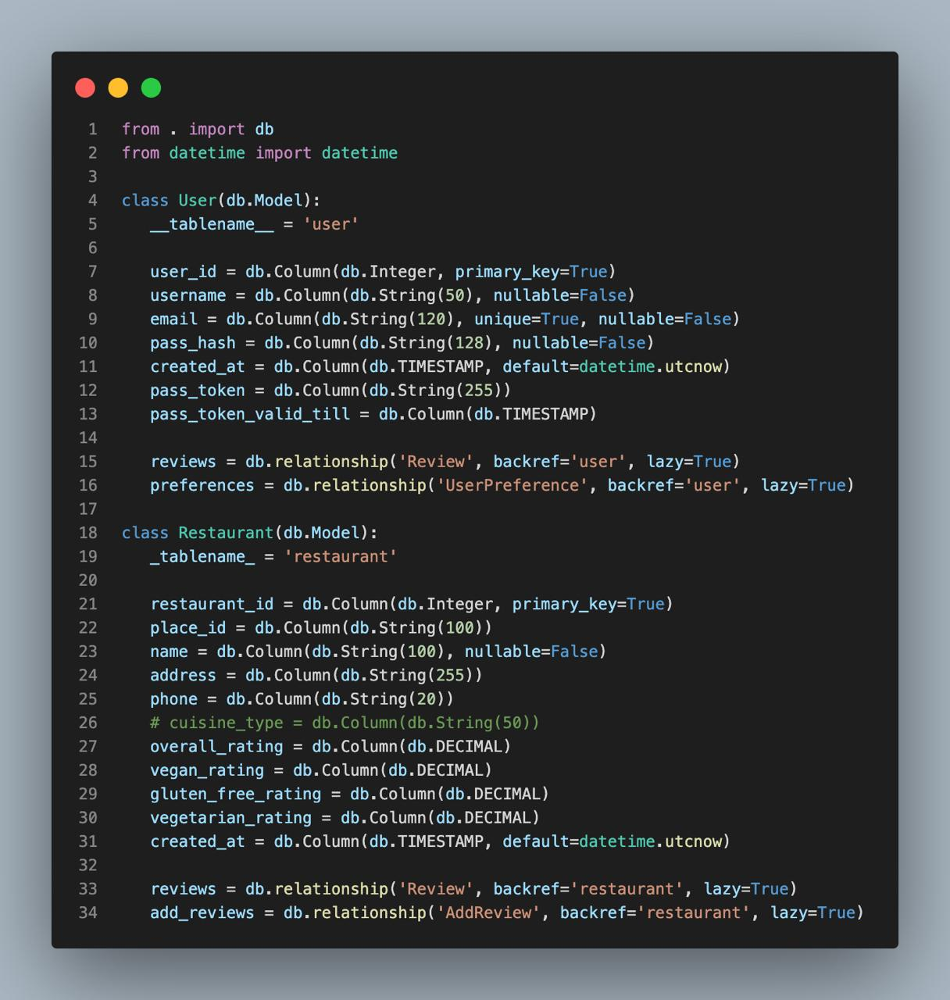 1 from . import db
2 from datetime import datetime
3
4 class User(db.Model):
5    __tablename__ = 'user'
6
7    user_id = db.Column(db.Integer, primary_key=True)
8    username = db.Column(db.String(50), nullable=False)
9    email = db.Column(db.String(120), unique=True, nullable=False)
10    pass_hash = db.Column(db.String(128), nullable=False)
11    created_at = db.Column(db.TIMESTAMP, default=datetime.utcnow)
12    pass_token = db.Column(db.String(255))
13    pass_token_valid_till = db.Column(db.TIMESTAMP)
14
15    reviews = db.relationship('Review', backref='user', lazy=True)
16    preferences = db.relationship('UserPreference', backref='user', lazy=True)
17
18 class Restaurant(db.Model):
19    _tablename_ = 'restaurant'
20
21    restaurant_id = db.Column(db.Integer, primary_key=True)
22    place_id = db.Column(db.String(100))
23    name = db.Column(db.String(100), nullable=False)
24    address = db.Column(db.String(255))
25    phone = db.Column(db.String(20))
26    # cuisine_type = db.Column(db.String(50))
27    overall_rating = db.Column(db.DECIMAL)
28    vegan_rating = db.Column(db.DECIMAL)
29    gluten_free_rating = db.Column(db.DECIMAL)
30    vegetarian_rating = db.Column(db.DECIMAL)
31    created_at = db.Column(db.TIMESTAMP, default=datetime.utcnow)
32
33    reviews = db.relationship('Review', backref='restaurant', lazy=True)
34    add_reviews = db.relationship('AddReview', backref='restaurant', lazy=True)